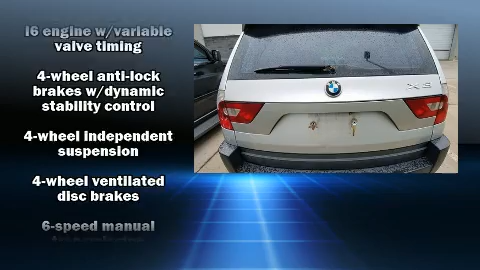 I6 engine w/variable
valve timing
4-wheel anti-lock
brakes w/dynamic
stability control
4-wheel independent
suspension
4-wheel ventilated
disc brakes
6-speed manual
X3